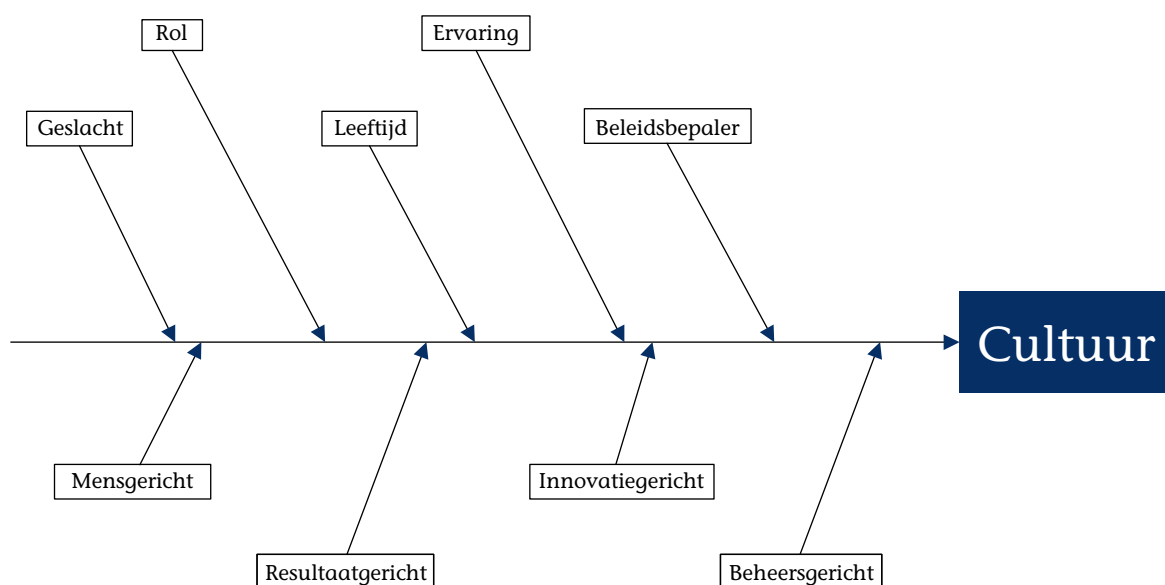 Rol
Ervaring
Geslacht
Leeftijd
Beleidsbepaler
Cultuur
Mensgericht
Innovatiegericht
Resultaatgericht
Beheersgericht